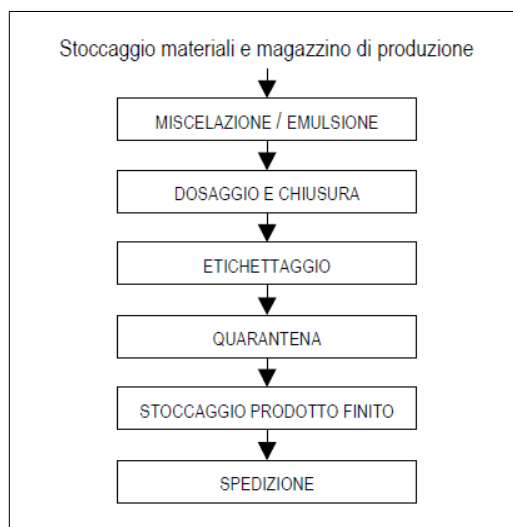 Stoccaggio materiali e magazzino di produzione
MISCELAZIONE / EMULSIONE
DOSAGGIO E CHIUSURA
ETICHETTAGGIO
QUARANTENA
STOCCAGGIO PRODOTTO FINITO
SPEDIZIONE